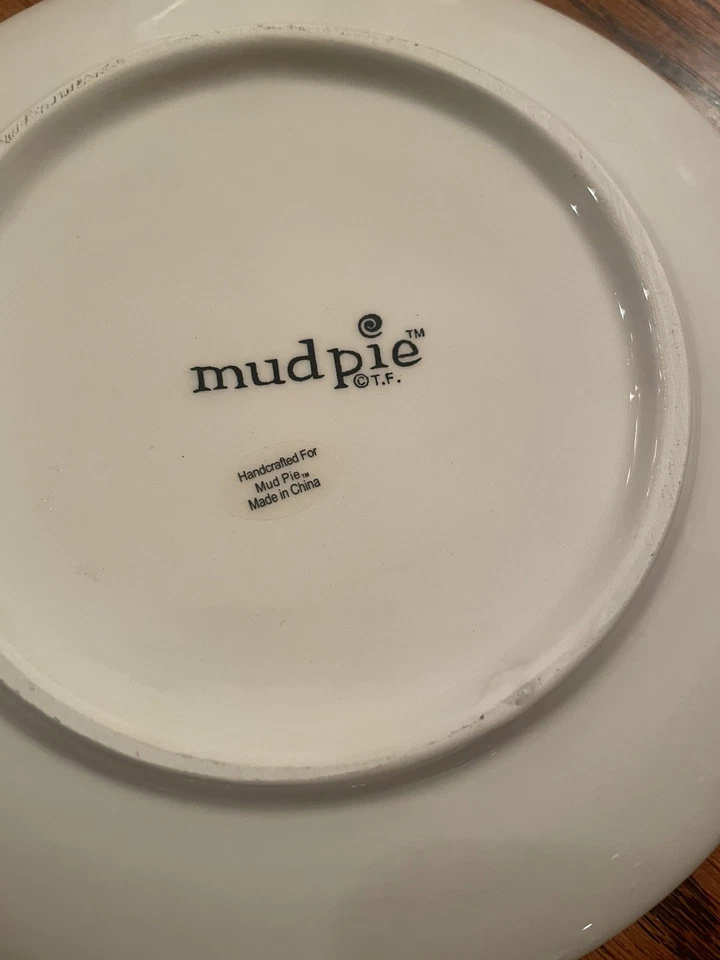 mudpie™
©T.F.
Handcrafted For
Mud Pie™
Made in China